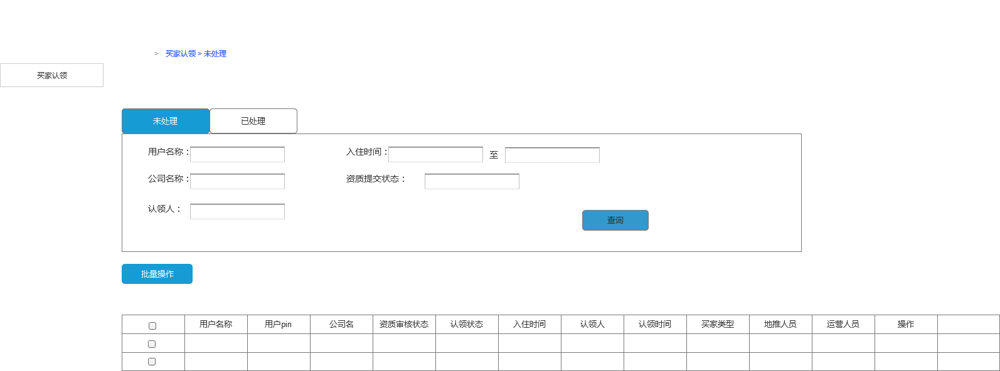 > 买家认领 > 未处理
买家认领
未处理 已处理
用户名称： 入住时间： 至
公司名称： 资质提交状态：
认领人：
查询
批量操作
用户名称 用户pin 公司名 资质审核状态 认领状态 入住时间 认领人 认领时间 买家类型 地推人员 运营人员 操作